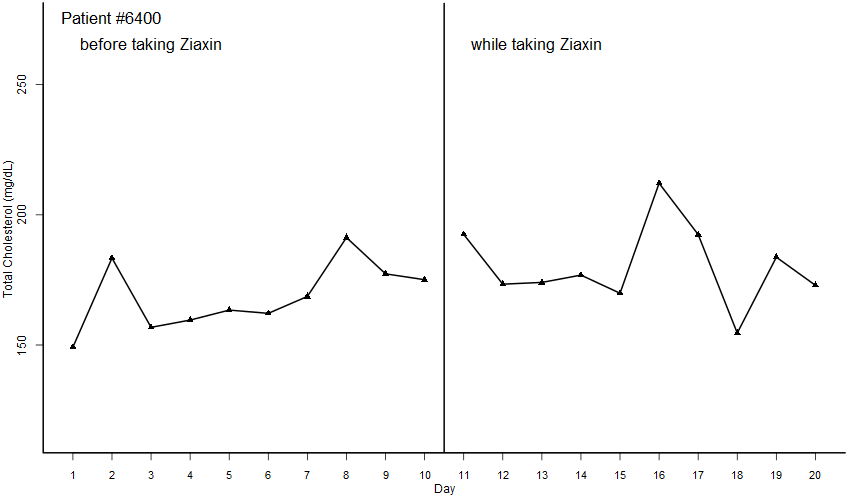 Patient #6400
before taking Ziaxin
while taking Ziaxin
Total Cholesterol (mg/dL)
250
200
150
1 2 3 4 5 6 7 8 9 10 11 12 13 14 15 16 17 18 19 20
Day